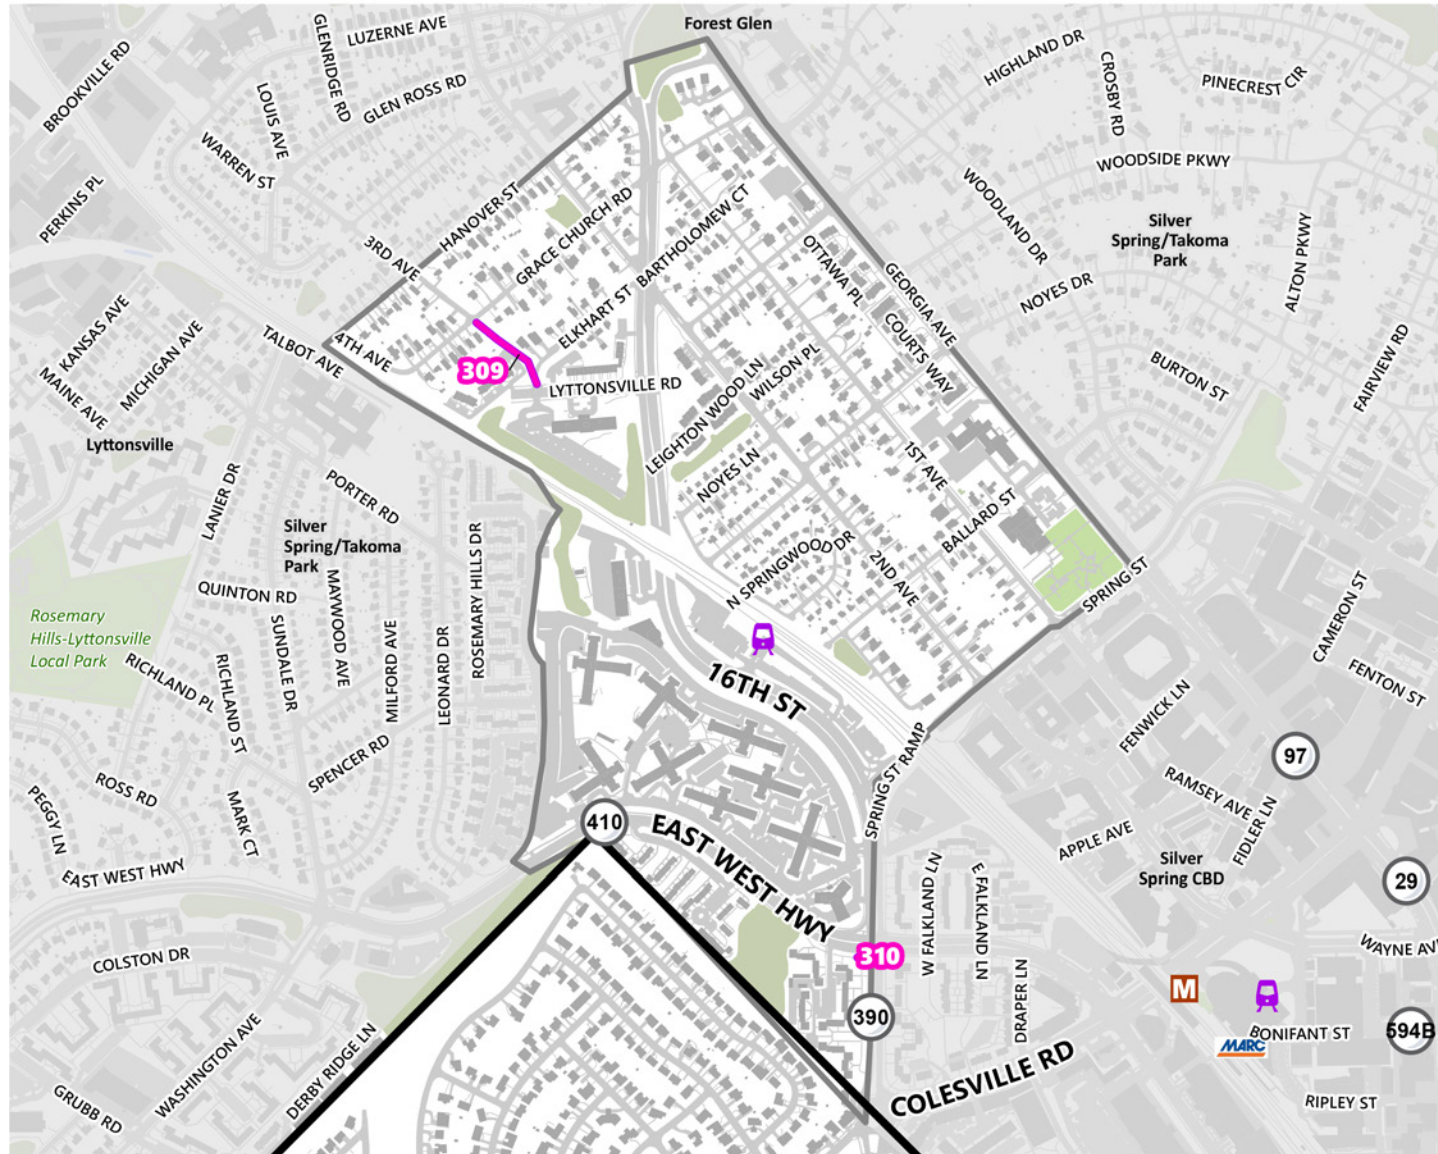 Forest Glen
BROOKVILLE RD
GLENRIDGE RD
LUZERNE AVE
LOUIS AVE
GLEN ROSS RD
WARREN ST
PERKINS PL
HIGHLAND DR
CROSBY RD
PINECREST CIR
WOODSIDE PKWY
WOODLAND DR
Silver
Spring/Takoma
Park
NOYES DR
ALTON PKWY
HANOVER ST
3RD AVE
GRACE CHURCH RD
BARTHOLOMEW CT
OTTAWA PL
GEORGIA AVE
ELKHART ST
COURTS WAY
KANSAS AVE
MICHIGAN AVE
MAINE AVE
TALBOT AVE
4TH AVE
309
LYTTONSVILLE RD
LEIGHTON WOOD LN
WILSON PL
BURTON ST
FAIRVIEW RD
Lyttonsville
LANIER DR
PORTER RD
NOYES LN
1ST AVE
BALLARD ST
Silver
Spring/Takoma
Park
ROSEMARY HILLS DR
N SPRINGWOOD DR
2ND AVE
SPRING ST
CAMERON ST
FENTON ST
QUINTON RD
MAYWOOD AVE
SUNDALE DR
MILFORD AVE
LEONARD DR
Rosemary
Hills-Lyttonsville
Local Park
RICHLAND PL
RICHLAND ST
16TH ST
FENWICK LN
SPENCER RD
ROSS RD
PEGGY LN
MARK CT
EAST WEST HWY
SPRING ST RAMP
97
RAMSEY AVE
FIDLER LN
APPLE AVE
410
EAST WEST HWY
Silver
Spring CBD
29
W FALKLAND LN
E FALKLAND LN
310
COLSTON DR
DRAPER LN
WAYNE AV
M
390
BONIFANT ST
594B
MARC
WASHINGTON AVE
DERBY RIDGE LN
GRUBB RD
COLESVILLE RD
RIPLEY ST